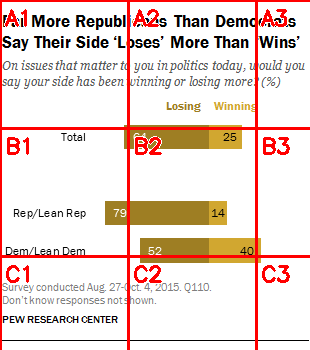 Far More Republicans Than Democrats
Say Their Side ‘Loses’ More Than ‘Wins’
On issues that matter to you in politics today, would you
say your side has been winning or losing more? (%)
Losing Winning
Total 64 25
Rep/Lean Rep 79 14
Dem/Lean Dem 52 40
Survey conducted Aug. 27-Oct. 4, 2015. Q110.
Don't know responses not shown.
PEW RESEARCH CENTER
A1 A2 A3
B1 B2 B3
C1 C2 C3